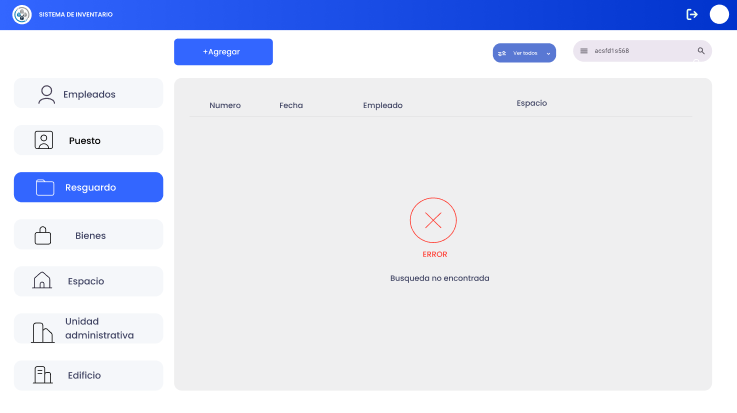 SISTEMA DE INVENTARIO
+Agregar
Ver todos
acsfd1s568
Empleados
Puesto
Resguardo
Bienes
Espacio
Unidad
administrativa
Edificio
Numero Fecha Empleado Espacio
ERROR
Busqueda no encontrada